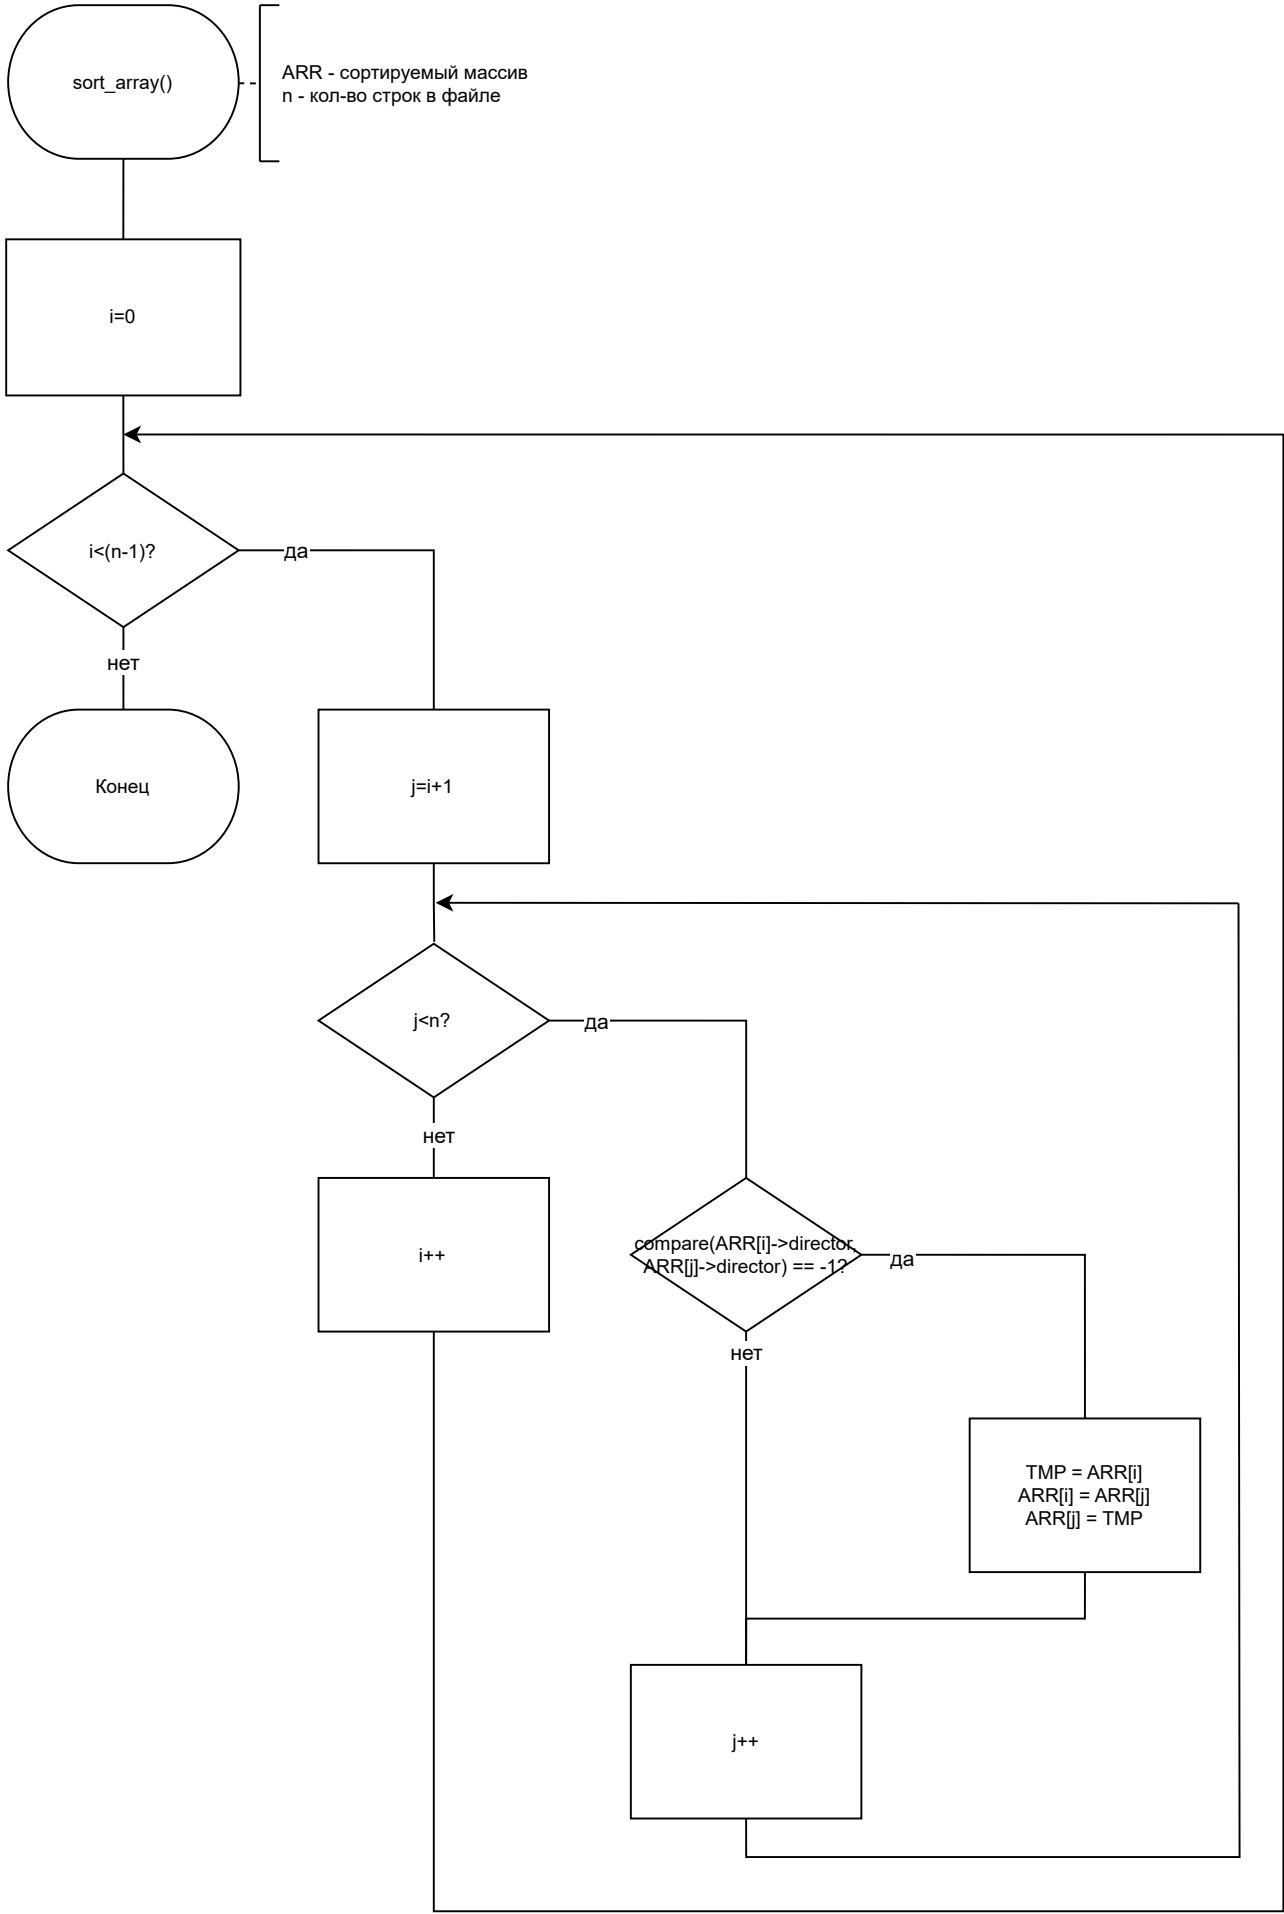 sort_array()
ARR - сортируемый массив
n - кол-во строк в файле
i=0
i<(n-1)?
да
нет
Конец
j=i+1
j<n?
да
нет
i++
compare(ARR[i]->director,
ARR[j]->director) == -1?
да
нет
TMP = ARR[i]
ARR[i] = ARR[j]
ARR[j] = TMP
j++